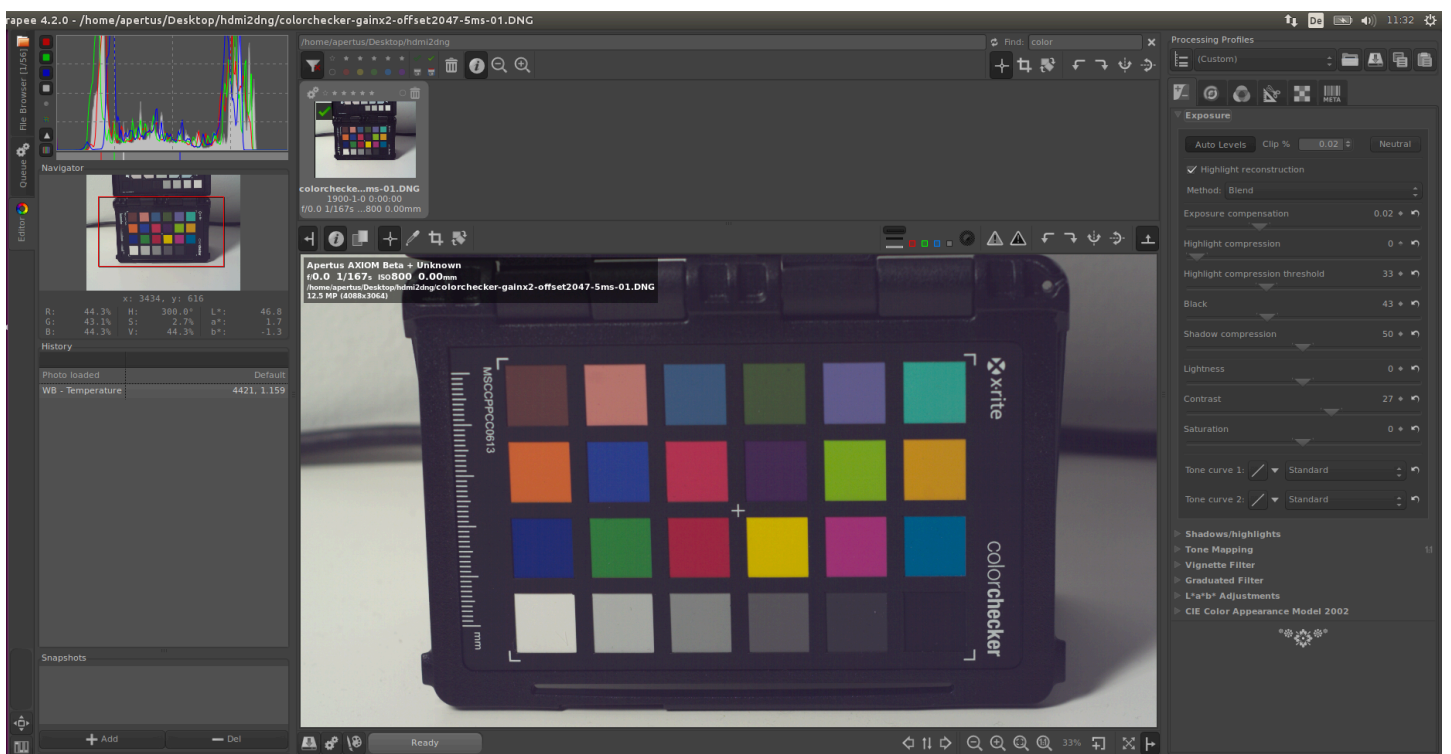 rapee 4.2.0 - /home/apertus/Desktop/hdmi2dng/colorchecker-gainx2-offset2047-5ms-01.DNG
De
11:32
File Browser [1/56]
Queue
Editor
Navigator
x: 3434, y: 616
R: 44.3% H: 300.0° L*: 46.8
G: 43.1% S: 2.7% a*: 1.7
B: 44.3% V: 44.3% b*: -1.3
History
Photo loaded Default
WB - Temperature 4421, 1.159
Snapshots
Add
Del
/home/apertus/Desktop/hdmi2dng
Find: color
colorchecke...ms-01.DNG
1900-1-0 0:00:00
f/0.0 1/167s ...800 0.00mm
Apertus AXIOM Beta + Unknown
f/0.0 1/167s ISO800 0.00mm
/home/apertus/Desktop/hdmi2dng/colorchecker-gainx2-offset2047-5ms-01.DNG
12.5 MP (4088x3064)
MSCCPPCC0613
mm
x·rite
colorchecker
Ready
33%
Processing Profiles
(Custom)
META
Exposure
Auto Levels Clip % 0.02 Neutral
Highlight reconstruction
Method: Blend
Exposure compensation 0.02
Highlight compression 0
Highlight compression threshold 33
Black 43
Shadow compression 50
Lightness 0
Contrast 27
Saturation 0
Tone curve 1: Standard
Tone curve 2: Standard
Shadows/highlights
Tone Mapping 1:1
Vignette Filter
Graduated Filter
L*a*b* Adjustments
CIE Color Appearance Model 2002